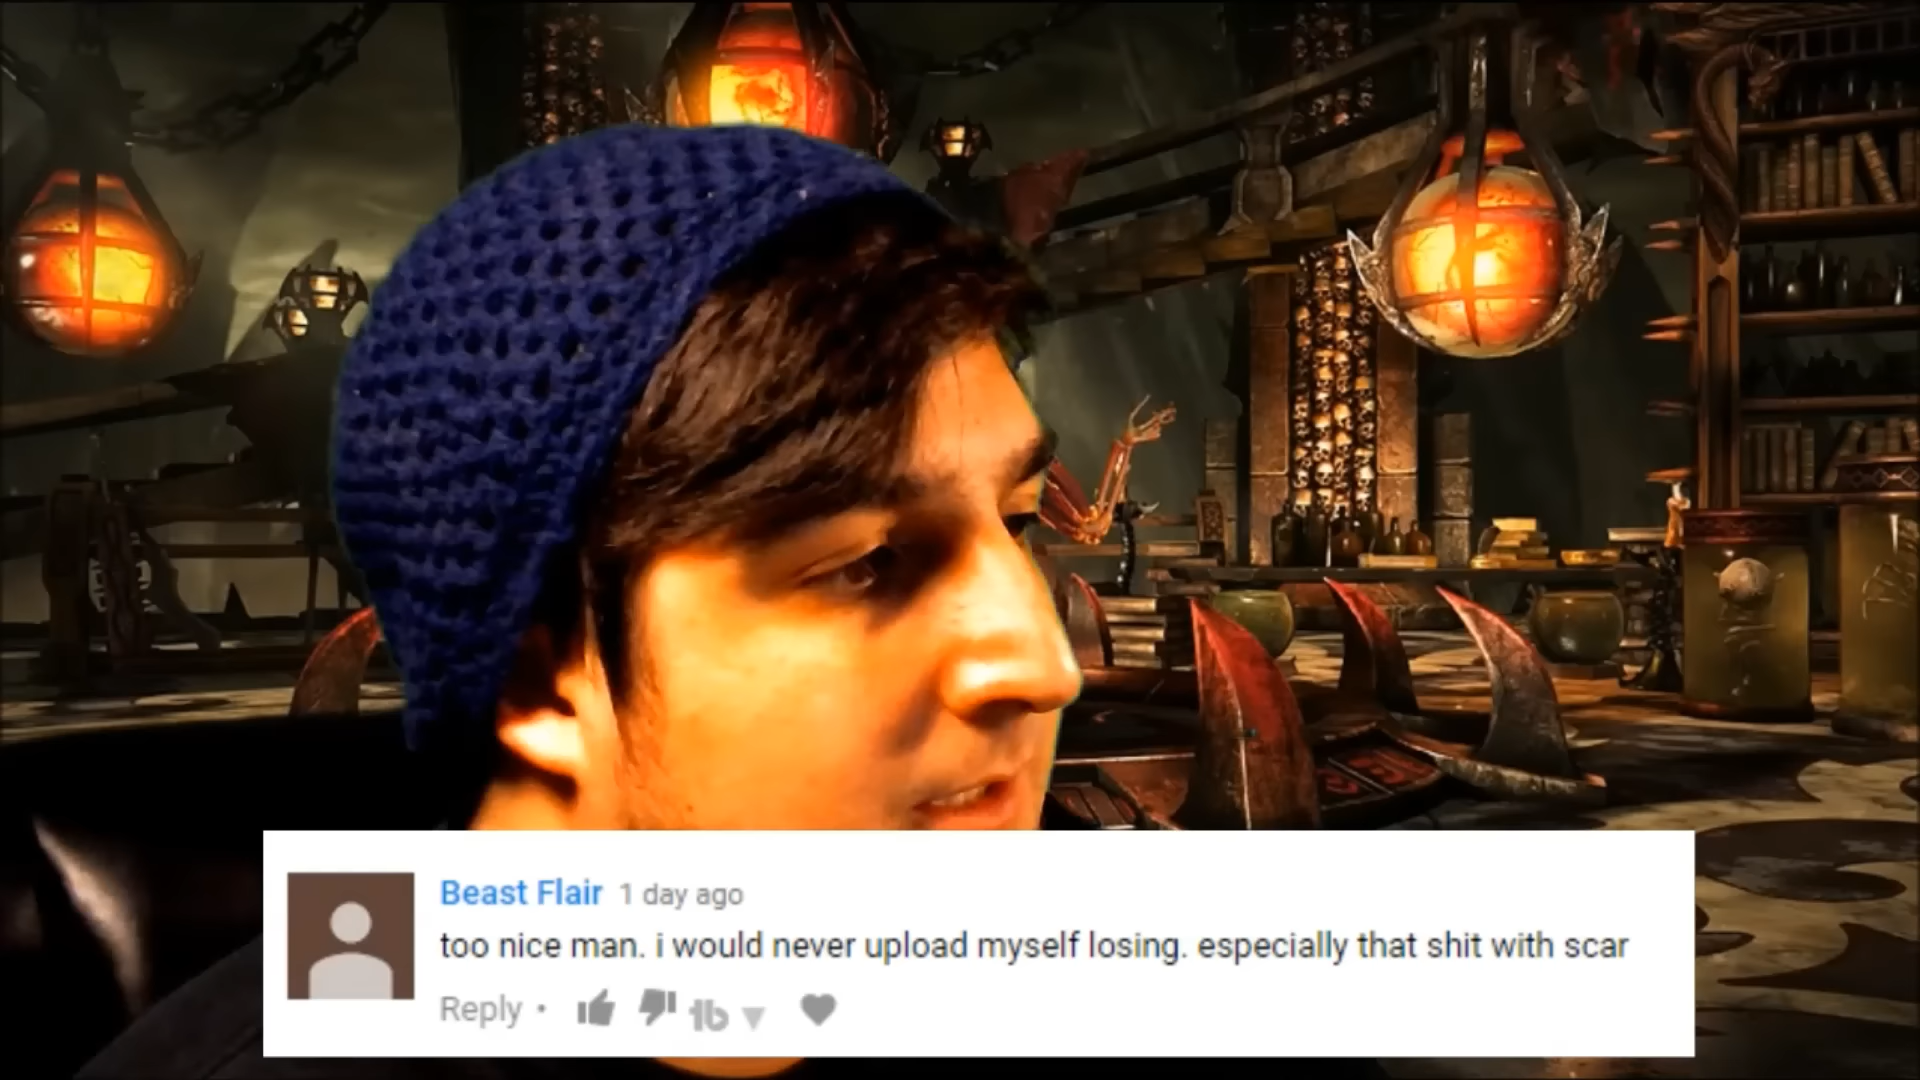 Beast Flair 1 day ago
too nice man. i would never upload myself losing. especially that shit with scar
Reply •